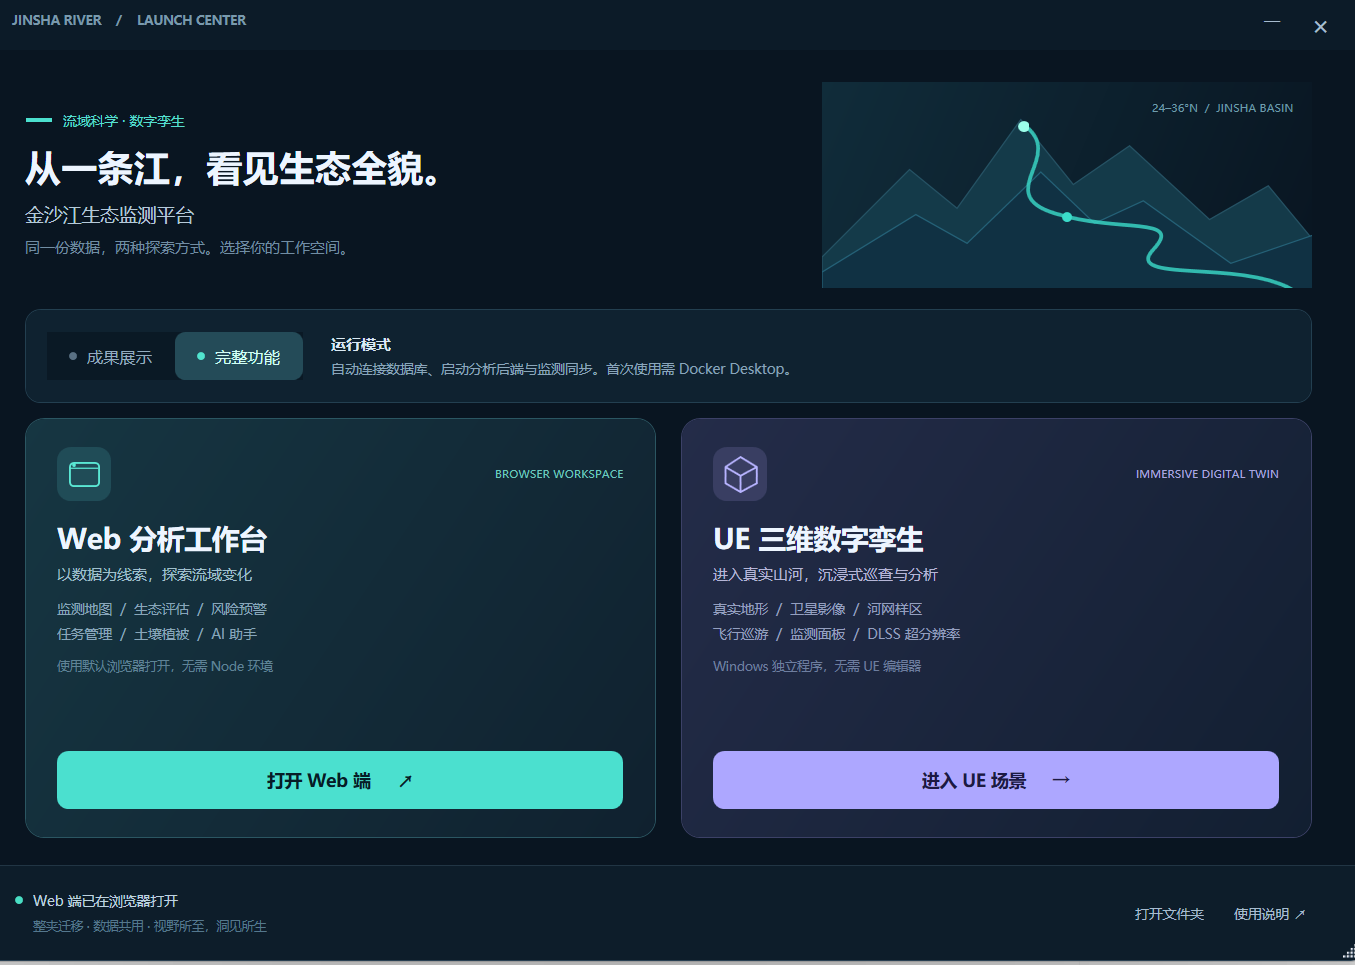 JINSHA RIVER / LAUNCH CENTER
流域科学 · 数字孪生
从一条江，看见生态全貌。
金沙江生态监测平台
同一份数据，两种探索方式。选择你的工作空间。
24–36°N / JINSHA BASIN
成果展示
完整功能
运行模式
自动连接数据库、启动分析后端与监测同步。首次使用需 Docker Desktop。
BROWSER WORKSPACE
Web 分析工作台
以数据为线索，探索流域变化
监测地图 / 生态评估 / 风险预警
任务管理 / 土壤植被 / AI 助手
使用默认浏览器打开，无需 Node 环境
打开 Web 端 ↗
IMMERSIVE DIGITAL TWIN
UE 三维数字孪生
进入真实山河，沉浸式巡查与分析
真实地形 / 卫星影像 / 河网样区
飞行巡游 / 监测面板 / DLSS 超分辨率
Windows 独立程序，无需 UE 编辑器
进入 UE 场景 →
Web 端已在浏览器打开
整夹迁移 · 数据共用 · 视野所至，洞见所生
打开文件夹
使用说明 ↗